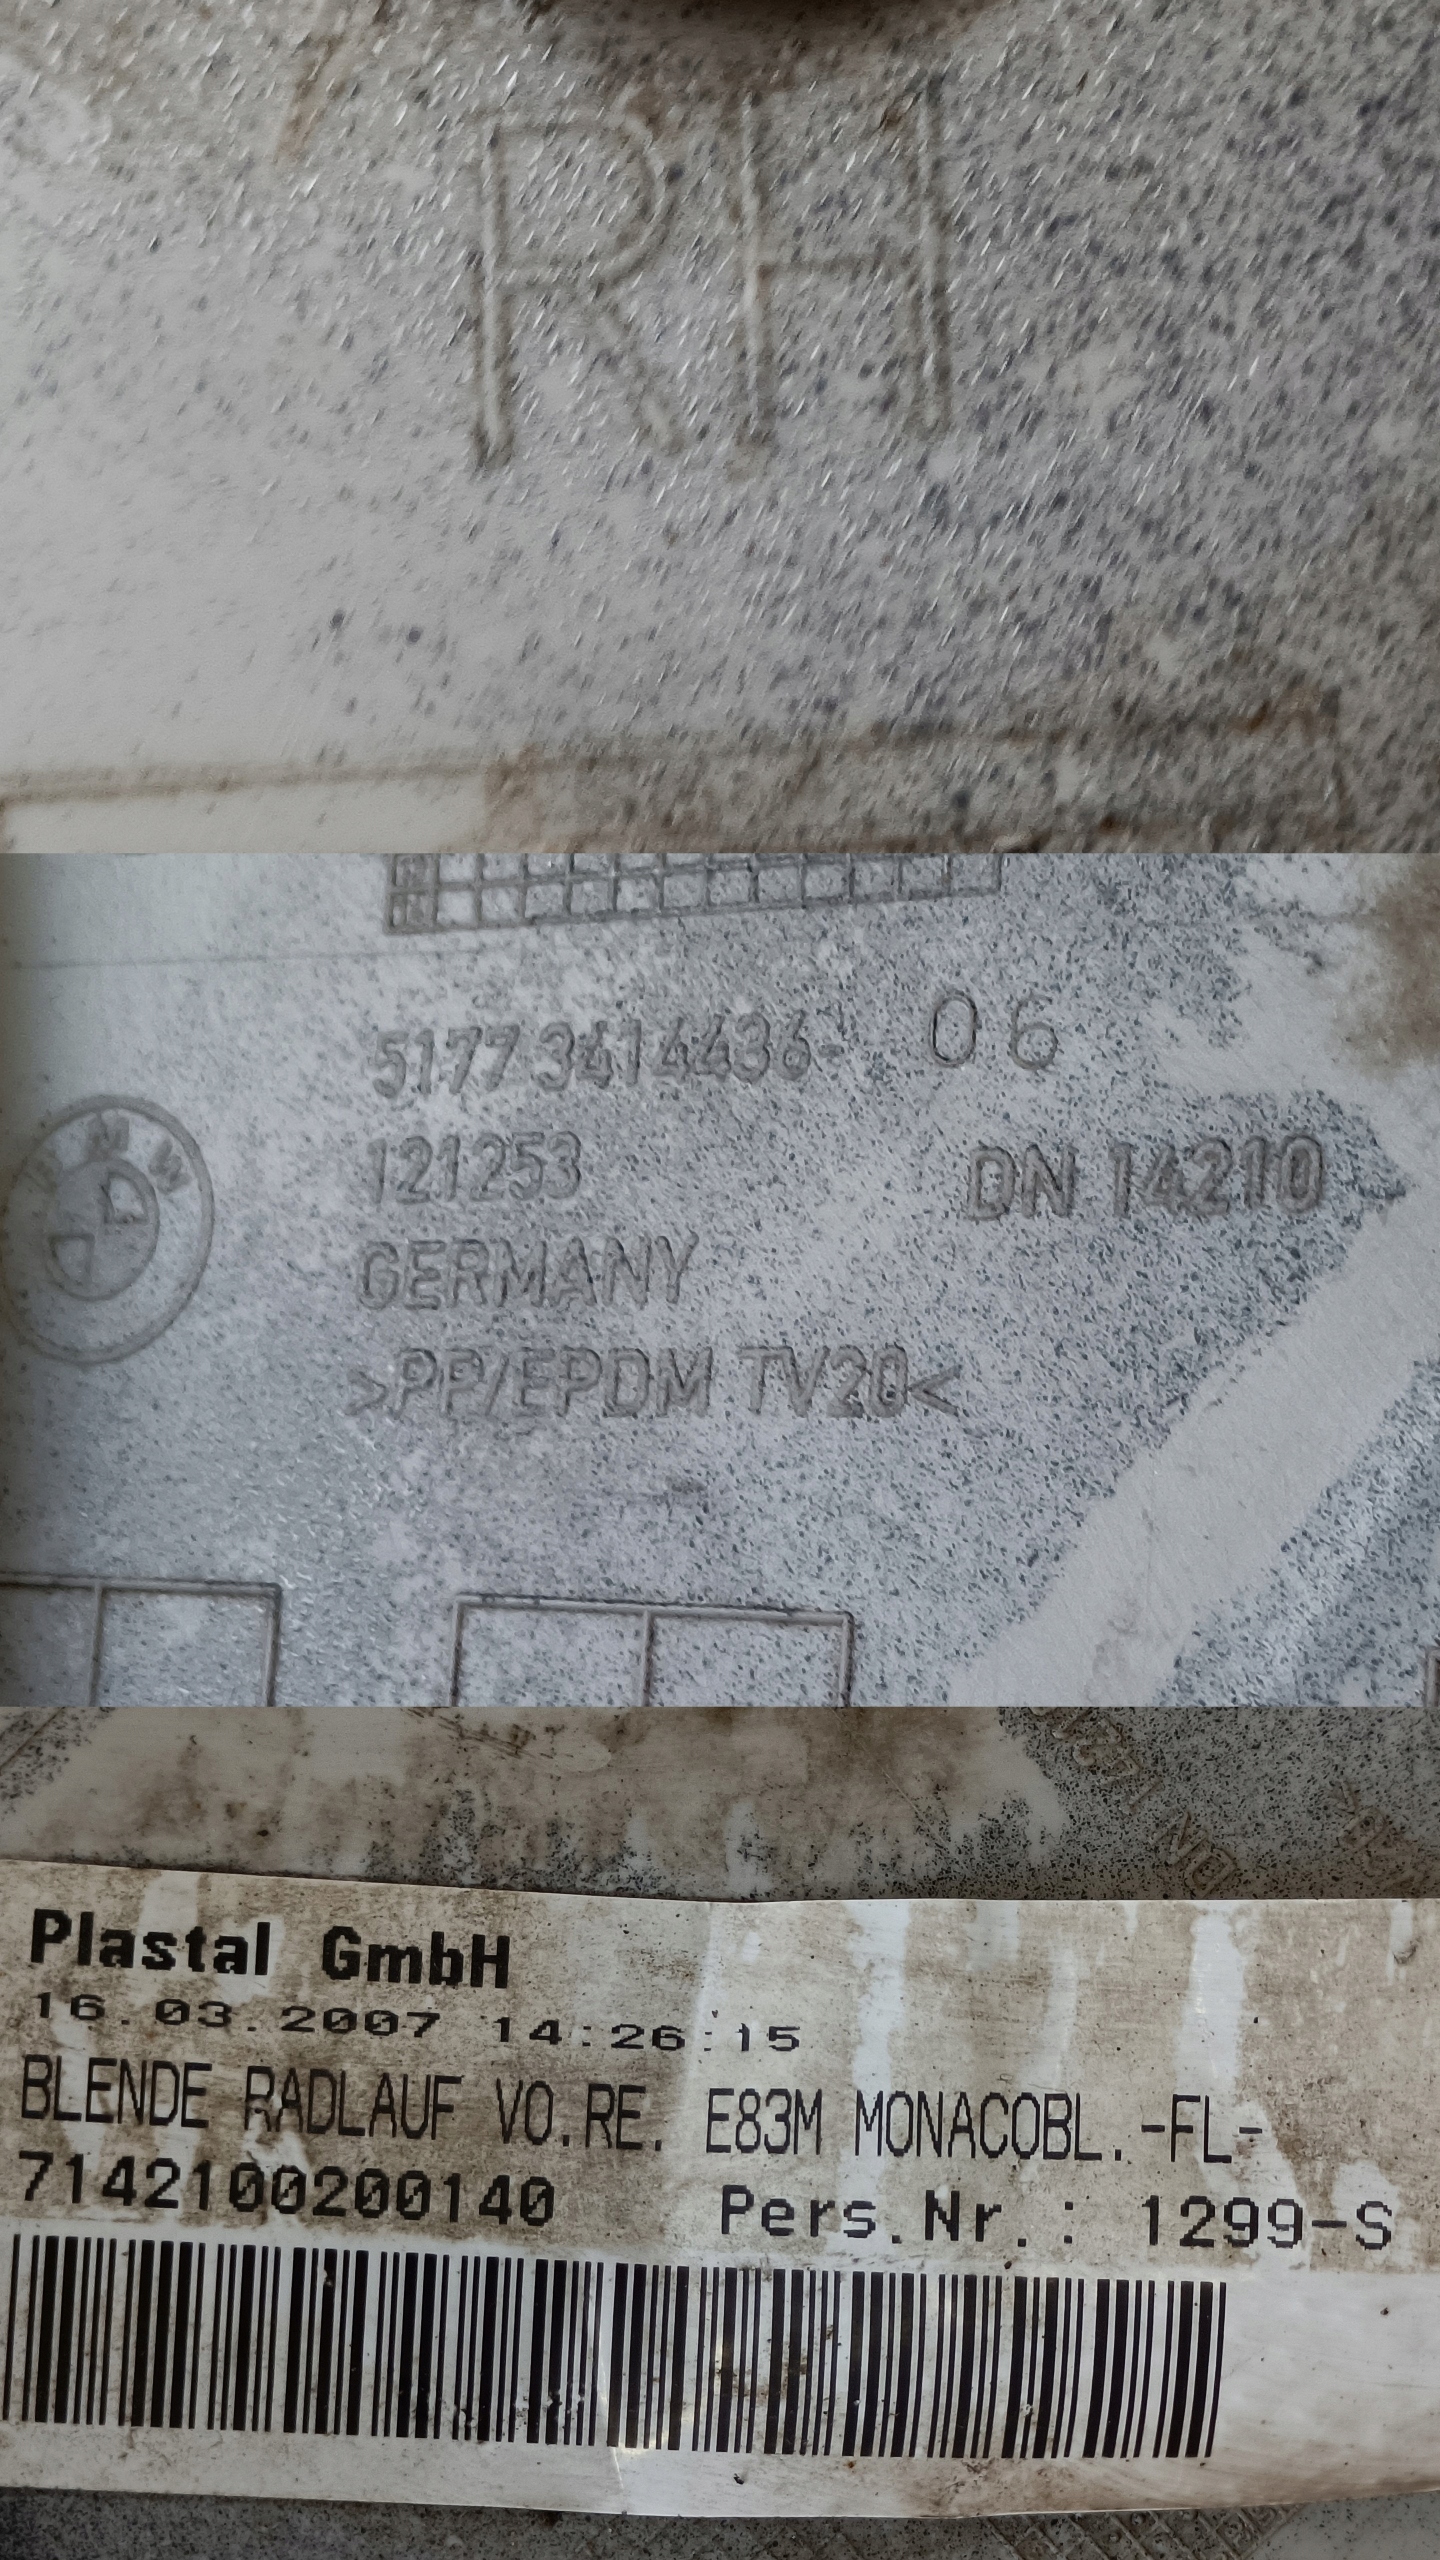 RH
51773414436- 06
BMW
121253 DN 14210
GERMANY
>PP/EPDM TV20<
Plastal GmbH
16.03.2007 14:26:15
BLENDE RADLAUF VO.RE. E83M MONACOBL.-FL-
7142100200140 Pers.Nr.: 1299-S